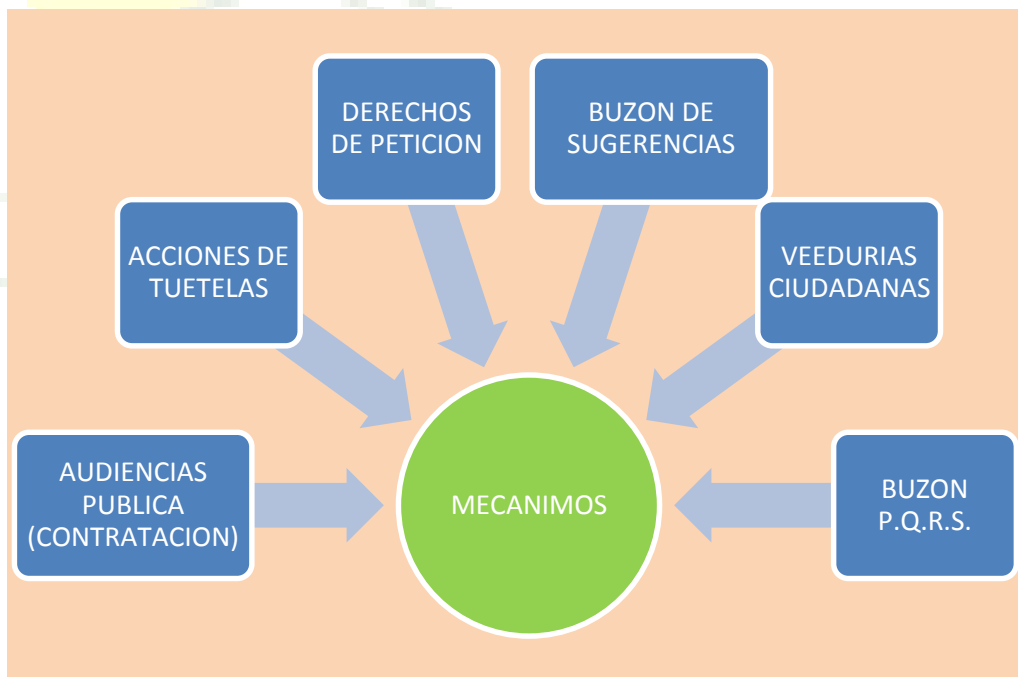 DERECHOS
DE PETICION
BUZON DE
SUGERENCIAS
ACCIONES DE
TUETELAS
VEEDURIAS
CIUDADANAS
AUDIENCIAS
PUBLICA
(CONTRATACION)
MECANIMOS
BUZON
P.Q.R.S.